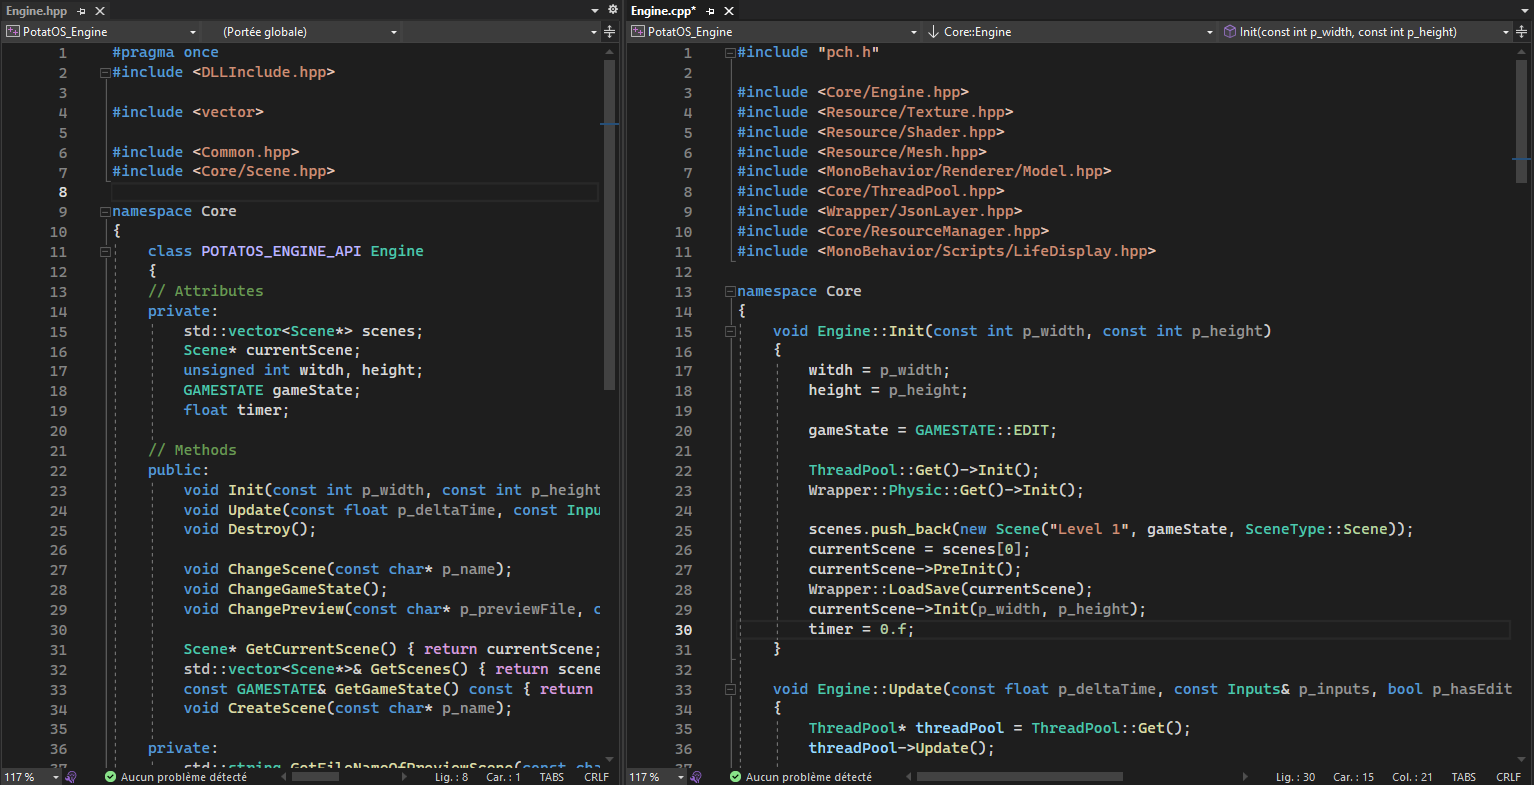 Engine.hpp
PotatOS_Engine
(Portée globale)
1 #pragma once
2 #include <DLLInclude.hpp>
3
4 #include <vector>
5
6 #include <Common.hpp>
7 #include <Core/Scene.hpp>
8
9 namespace Core
10 {
11 class POTATOS_ENGINE_API Engine
12 {
13 // Attributes
14 private:
15 std::vector<Scene*> scenes;
16 Scene* currentScene;
17 unsigned int witdh, height;
18 GAMESTATE gameState;
19 float timer;
20
21 // Methods
22 public:
23 void Init(const int p_width, const int p_height
24 void Update(const float p_deltaTime, const Inpu
25 void Destroy();
26
27 void ChangeScene(const char* p_name);
28 void ChangeGameState();
29 void ChangePreview(const char* p_previewFile, c
30
31 Scene* GetCurrentScene() { return currentScene;
32 std::vector<Scene*>& GetScenes() { return scene
33 const GAMESTATE& GetGameState() const { return
34 void CreateScene(const char* p_name);
35
36 private:
37 std::string GetFileNameOfPreviewScene(const cha
117 %
Aucun problème détecté
Lig. : 8
Car. : 1
TABS
CRLF
Engine.cpp*
PotatOS_Engine
Core::Engine
Init(const int p_width, const int p_height)
1 #include "pch.h"
2
3 #include <Core/Engine.hpp>
4 #include <Resource/Texture.hpp>
5 #include <Resource/Shader.hpp>
6 #include <Resource/Mesh.hpp>
7 #include <MonoBehavior/Renderer/Model.hpp>
8 #include <Core/ThreadPool.hpp>
9 #include <Wrapper/JsonLayer.hpp>
10 #include <Core/ResourceManager.hpp>
11 #include <MonoBehavior/Scripts/LifeDisplay.hpp>
12
13 namespace Core
14 {
15 void Engine::Init(const int p_width, const int p_height)
16 {
17 witdh = p_width;
18 height = p_height;
19
20 gameState = GAMESTATE::EDIT;
21
22 ThreadPool::Get()->Init();
23 Wrapper::Physic::Get()->Init();
24
25 scenes.push_back(new Scene("Level 1", gameState, SceneType::Scene));
26 currentScene = scenes[0];
27 currentScene->PreInit();
28 Wrapper::LoadSave(currentScene);
29 currentScene->Init(p_width, p_height);
30 timer = 0.f;
31 }
32
33 void Engine::Update(const float p_deltaTime, const Inputs& p_inputs, bool p_hasEdit
34 {
35 ThreadPool* threadPool = ThreadPool::Get();
36 threadPool->Update();
37
117 %
Aucun problème détecté
Lig. : 30
Car. : 15
Col. : 21
TABS
CRLF